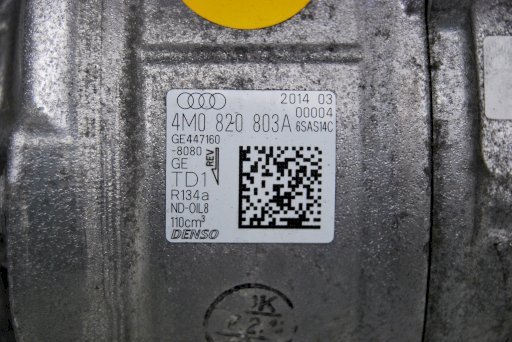 2014 03
00004
4M0 820 803A 6SAS14C
GE447160
-8080
GE
REV
TD1
R134a
ND-OIL8
110cm³
DENSO